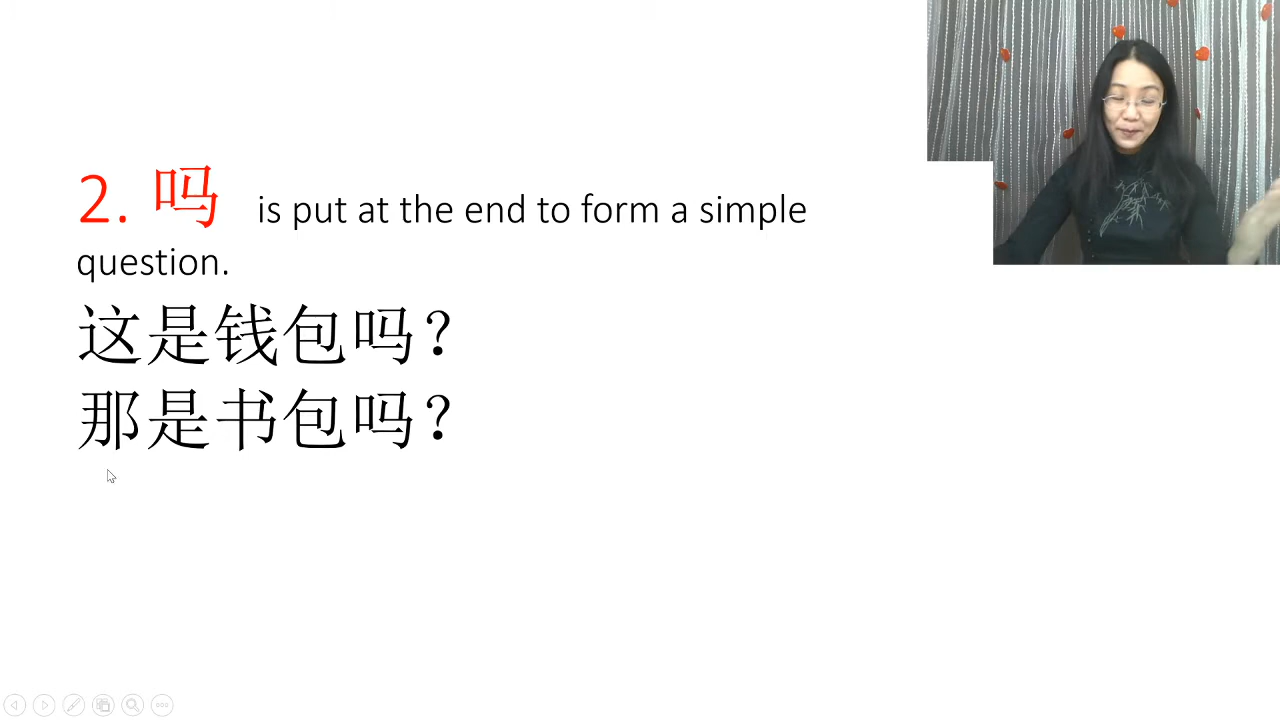 2. 吗 is put at the end to form a simple
question.
这是钱包吗？
那是书包吗？